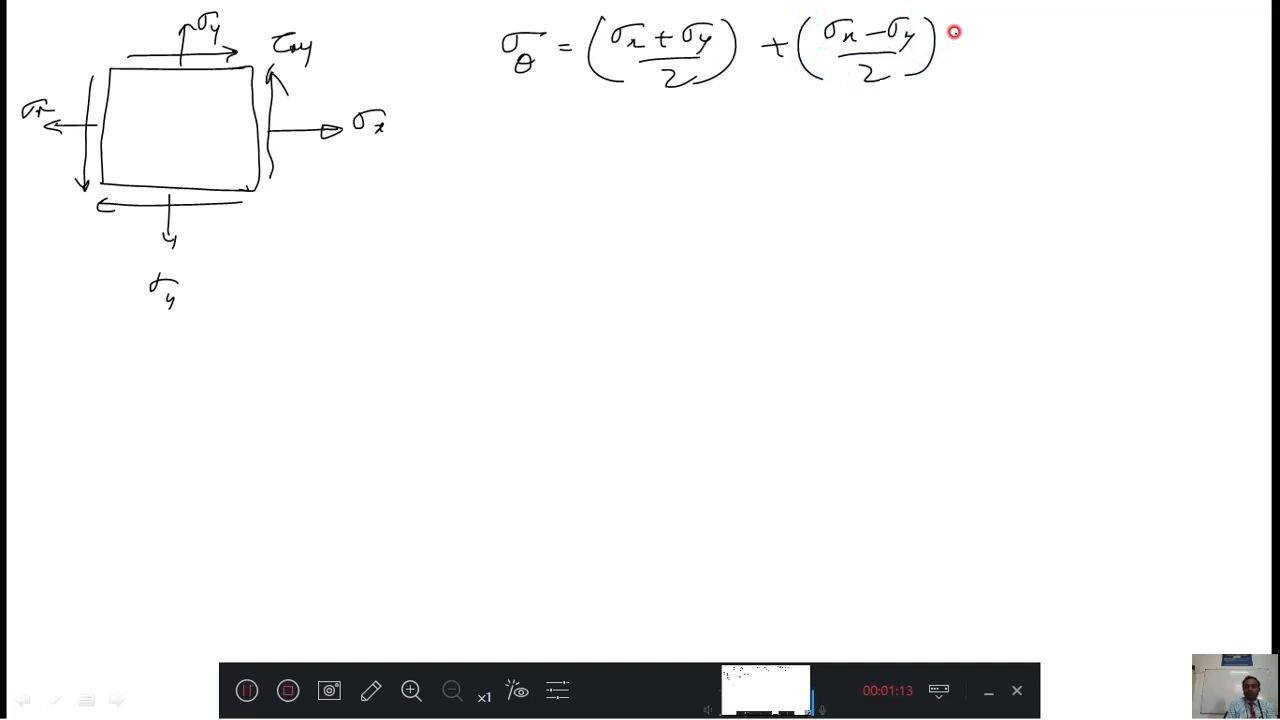 σy
τxy
σx
σx
σy
σθ = (σx + σy / 2) + (σx − σy / 2)
x1
00:01:13